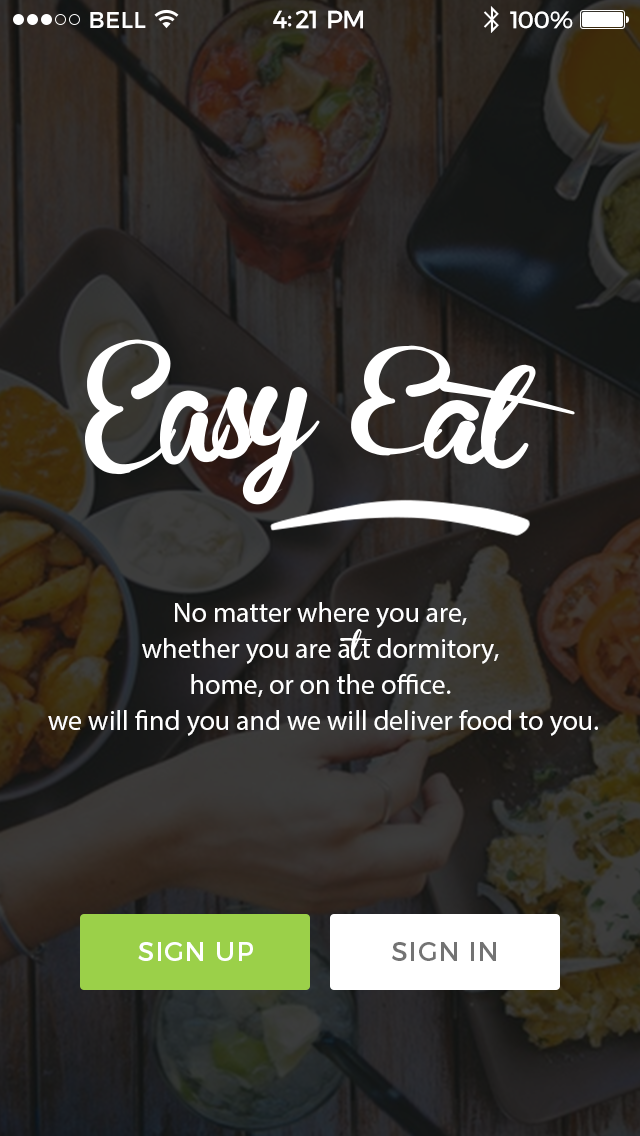 BELL 4:21 PM 100%
Easy Eat
No matter where you are,
whether you are at dormitory,
home, or on the office.
we will find you and we will deliver food to you.
SIGN UP SIGN IN